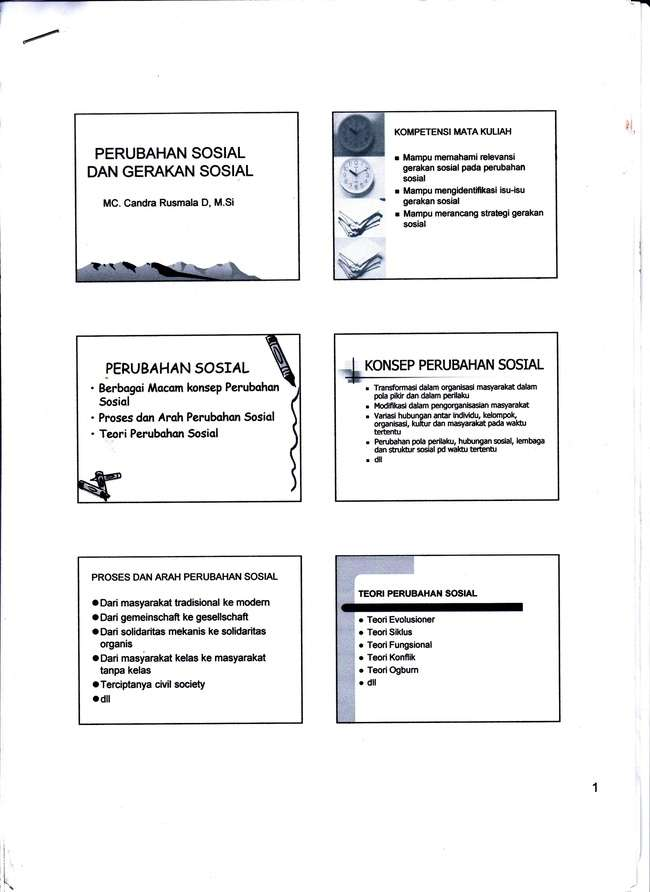 PERUBAHAN SOSIAL
DAN GERAKAN SOSIAL
MC. Candra Rusmala D, M.Si
KOMPETENSI MATA KULIAH
■ Mampu memahami relevansi
gerakan sosial pada perubahan
sosial
■ Mampu mengidentifikasi isu-isu
gerakan sosial
■ Mampu merancang strategi gerakan
sosial
PERUBAHAN SOSIAL
• Berbagai Macam konsep Perubahan
Sosial
• Proses dan Arah Perubahan Sosial
• Teori Perubahan Sosial
KONSEP PERUBAHAN SOSIAL
■ Transformasi dalam organisasi masyarakat dalam
pola pikir dan dalam perilaku
■ Modifikasi dalam pengorganisasian masyarakat
■ Variasi hubungan antar individu, kelompok,
organisasi, kultur dan masyarakat pada waktu
tertentu
■ Perubahan pola perilaku, hubungan sosial, lembaga
dan struktur sosial pd waktu tertentu
■ dll
PROSES DAN ARAH PERUBAHAN SOSIAL
● Dari masyarakat tradisional ke modern
● Dari gemeinschaft ke gesellschaft
● Dari solidaritas mekanis ke solidaritas
organis
● Dari masyarakat kelas ke masyarakat
tanpa kelas
● Terciptanya civil society
● dll
TEORI PERUBAHAN SOSIAL
● Teori Evolusioner
● Teori Siklus
● Teori Fungsional
● Teori Konflik
● Teori Ogburn
● dll
1